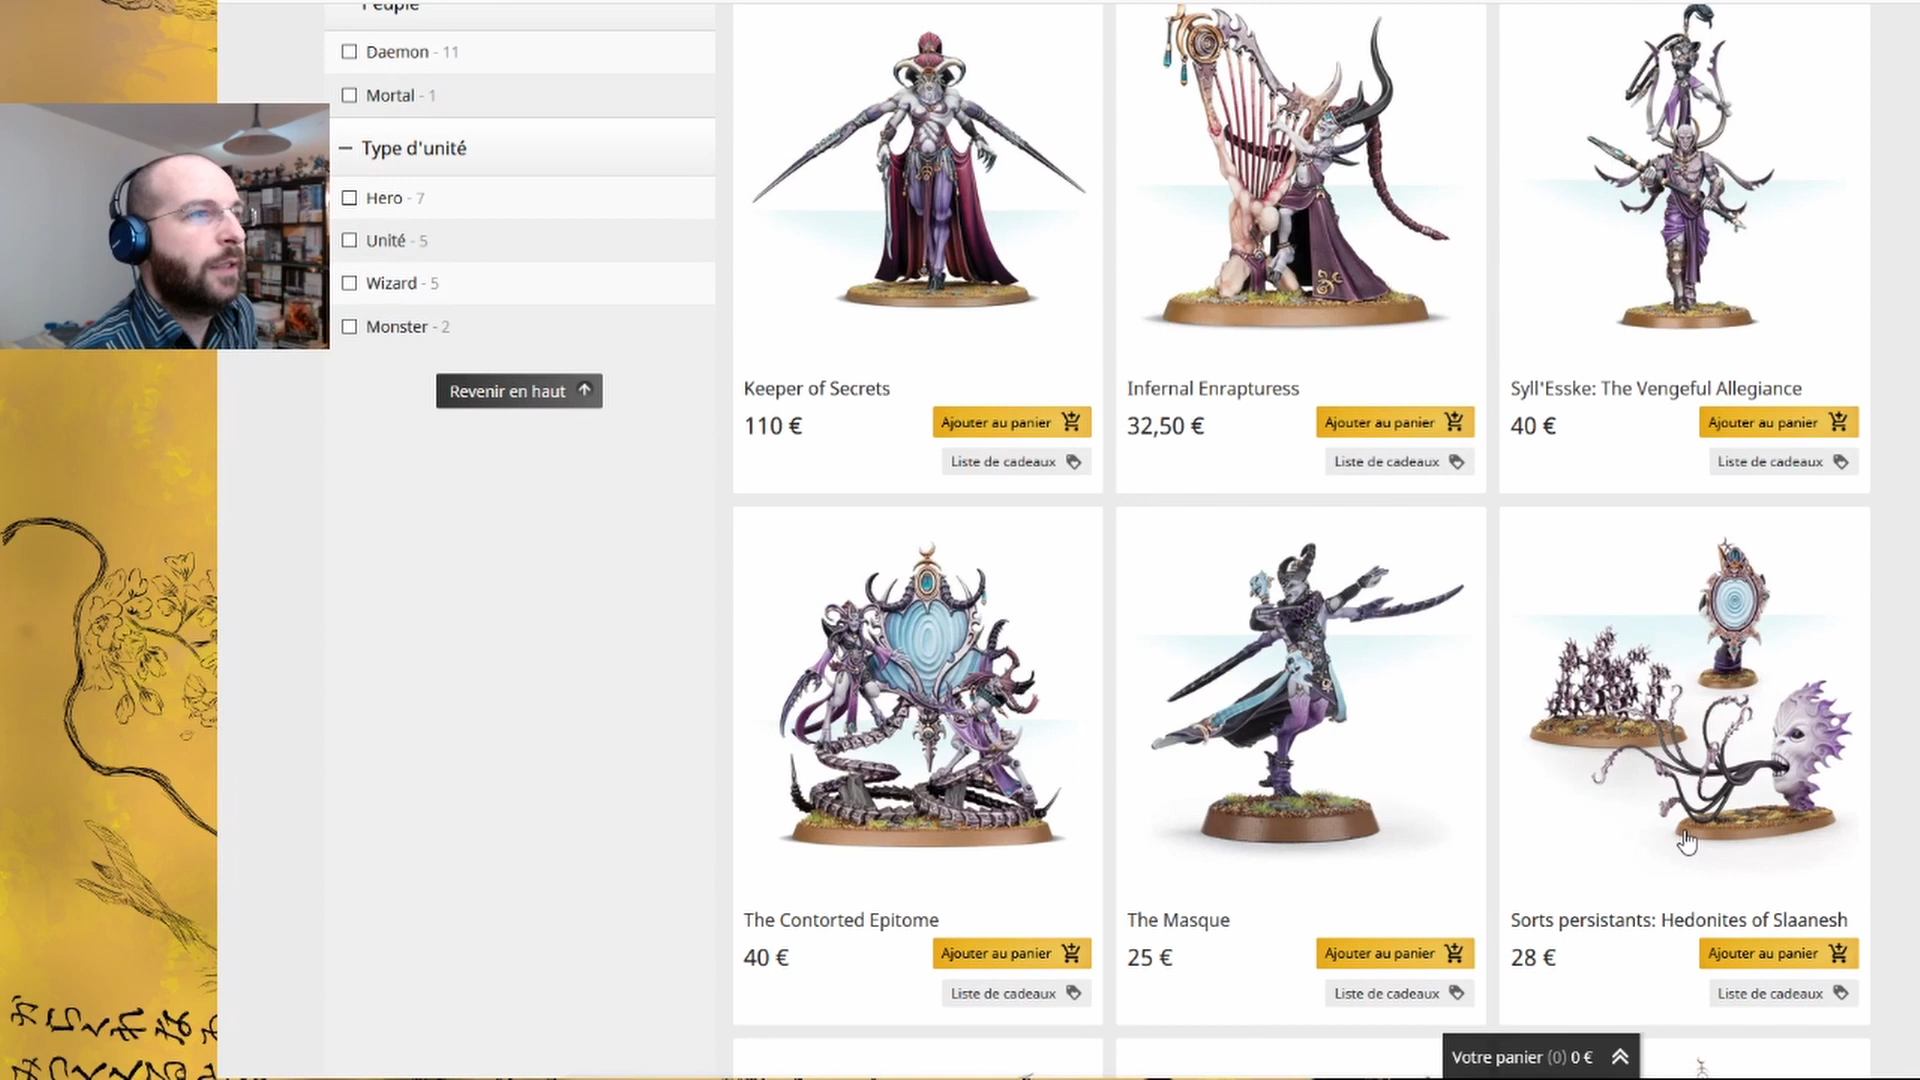 Peuple
Daemon - 11
Mortal - 1
Type d'unité
Hero - 7
Unité - 5
Wizard - 5
Monster - 2
Revenir en haut
Keeper of Secrets
110 €
Ajouter au panier
Liste de cadeaux
Infernal Enrapturess
32,50 €
Ajouter au panier
Liste de cadeaux
Syll'Esske: The Vengeful Allegiance
40 €
Ajouter au panier
Liste de cadeaux
The Contorted Epitome
40 €
Ajouter au panier
Liste de cadeaux
The Masque
25 €
Ajouter au panier
Liste de cadeaux
Sorts persistants: Hedonites of Slaanesh
28 €
Ajouter au panier
Liste de cadeaux
Votre panier (0) 0 €